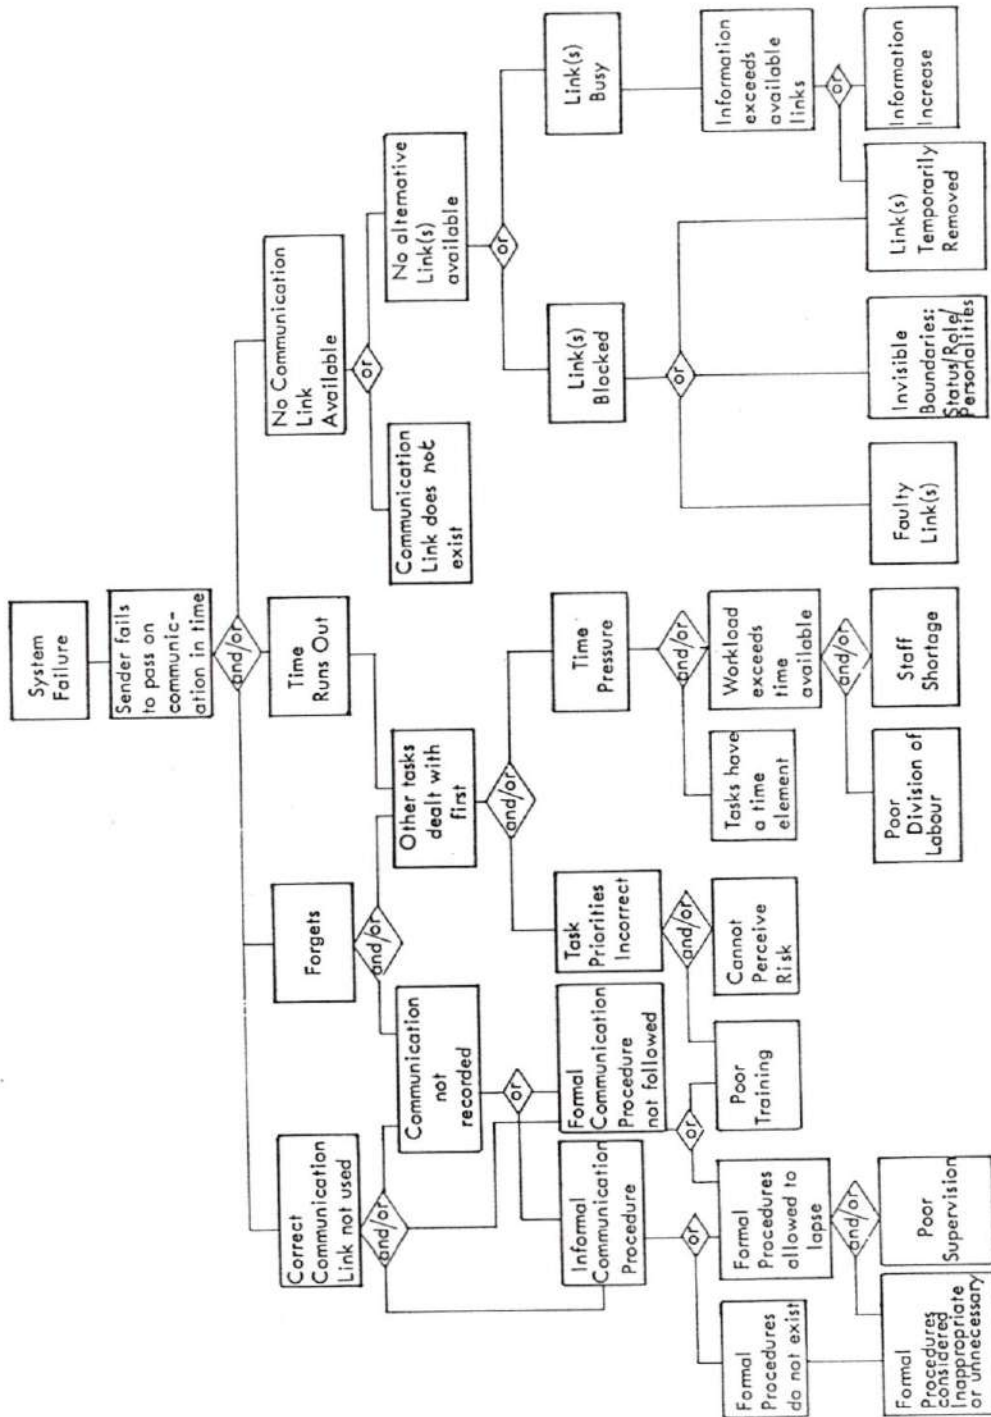 System
Failure
Sender fails
to pass on
communic-
ation in time
and/or
Correct
Communication
Link not used
Forgets
Time
Runs Out
No Communication
Link
Available
and/or
and/or
or
Communication
not
recorded
Other tasks
dealt with
first
Communication
Link does not
exist
No alternative
Link(s)
available
or
and/or
or
Informal
Communication
Procedure
Formal
Communication
Procedure
not followed
Task
Priorities
Incorrect
Time
Pressure
Link(s)
Blocked
Link(s)
Busy
or
or
and/or
and/or
or
Formal
Procedures
do not exist
Formal
Procedures
allowed to
lapse
Poor
Training
Cannot
Perceive
Risk
Tasks have
a time
element
Workload
exceeds
time
available
Information
exceeds
available
links
and/or
and/or
or
Formal
Procedures
considered
Inappropriate
or unnecessary
Poor
Supervision
Poor
Division of
Labour
Staff
Shortage
Faulty
Link(s)
Invisible
Boundaries:
Status/Role/
Personalities
Link(s)
Temporarily
Removed
Information
Increase